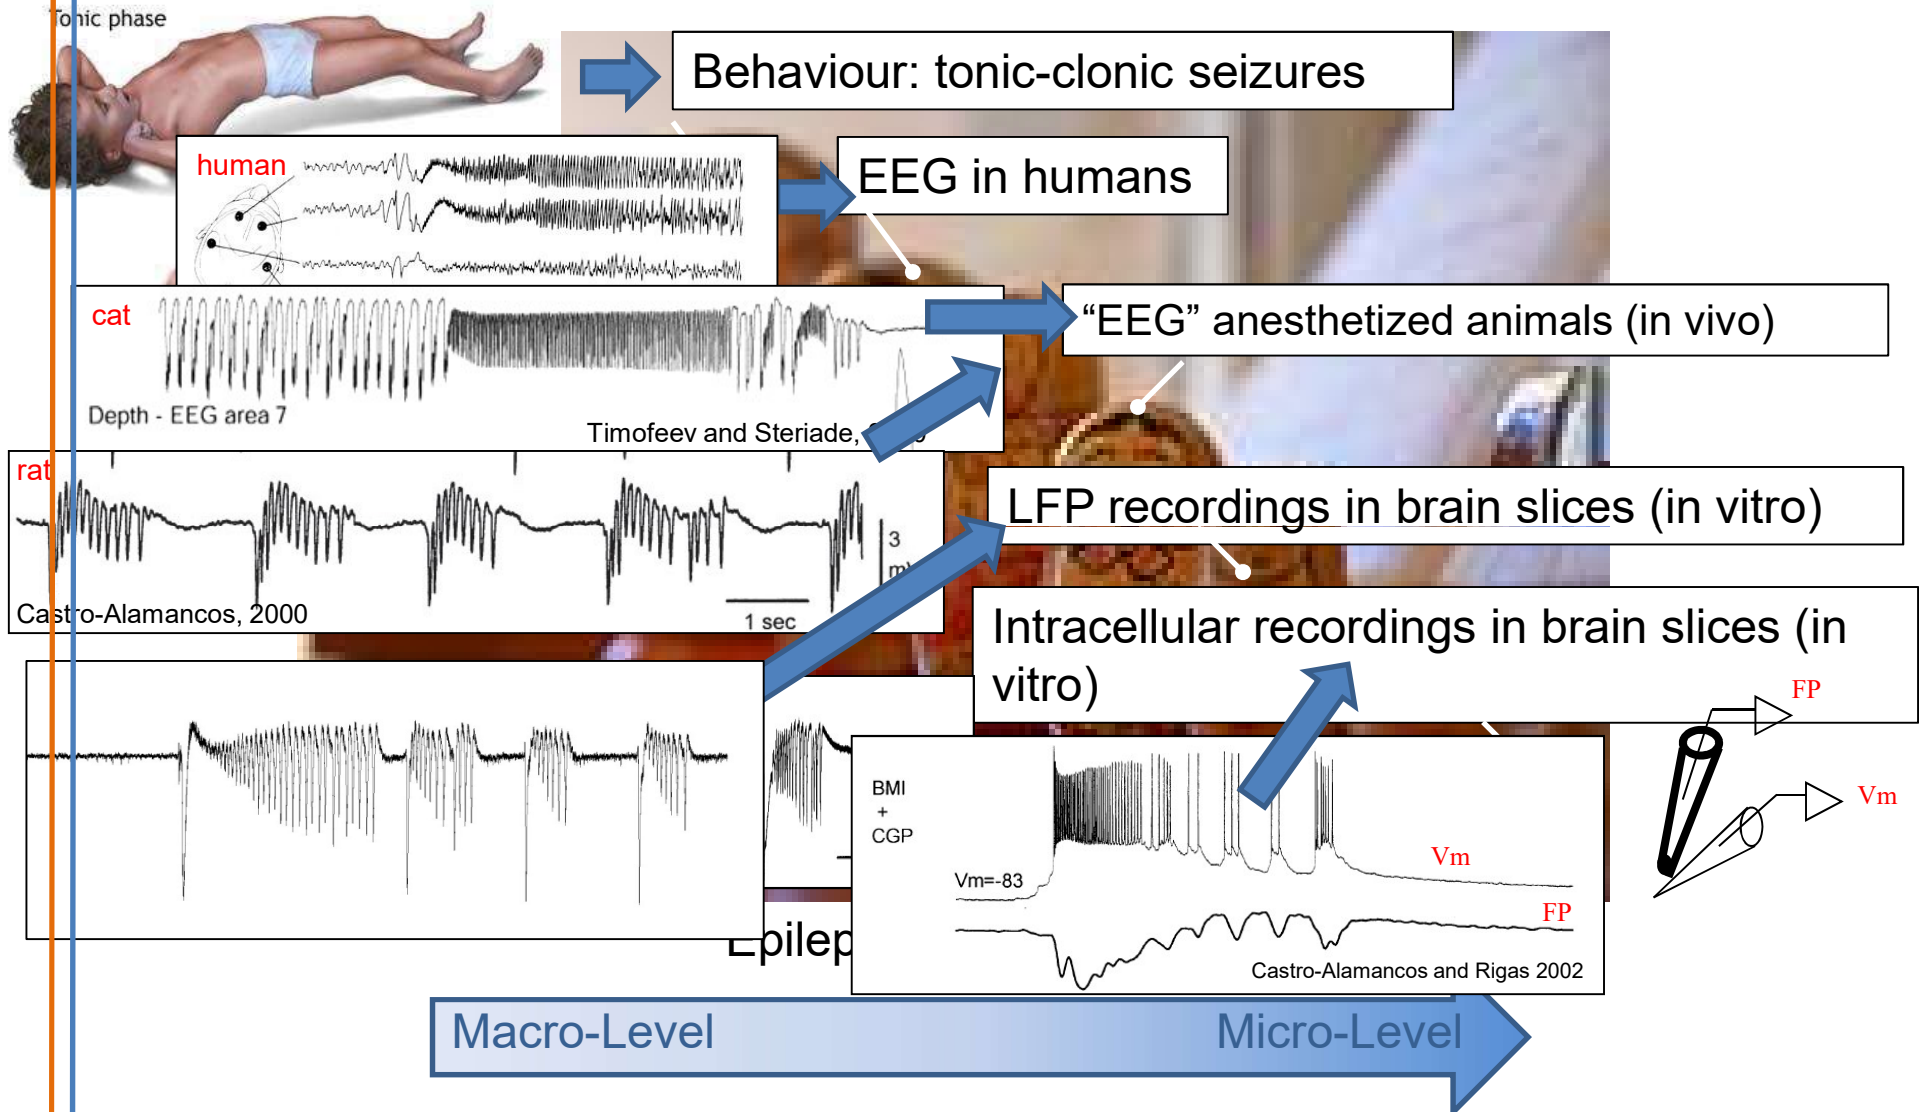 Tonic phase
Behaviour: tonic-clonic seizures
human
EEG in humans
cat
“EEG” anesthetized animals (in vivo)
Depth - EEG area 7
Timofeev and Steriade,
rat
LFP recordings in brain slices (in vitro)
3
Castro-Alamancos, 2000
1 sec
Intracellular recordings in brain slices (in
vitro)
FP
BMI
+
CGP
Vm
Vm=-83
Vm
FP
Castro-Alamancos and Rigas 2002
Macro-Level
Micro-Level